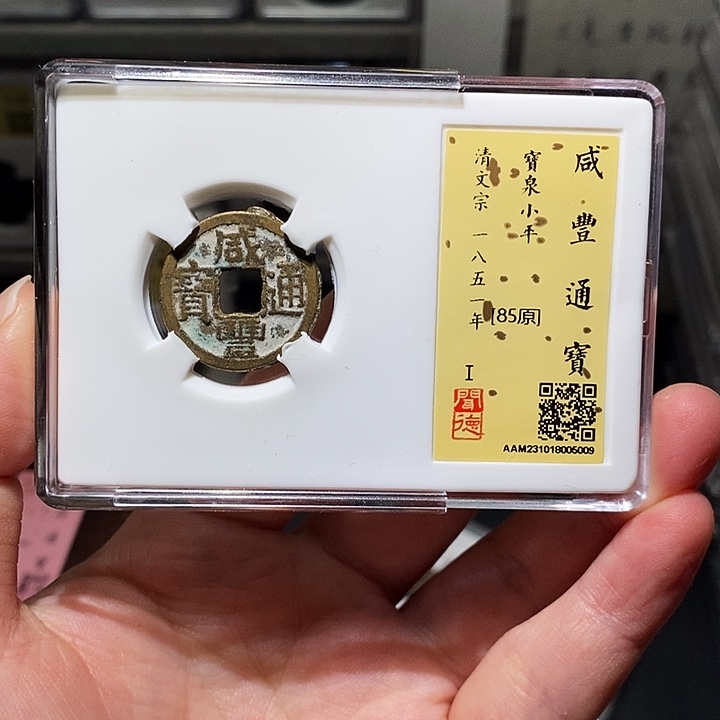 咸豐通寶
咸豐通寶
寶泉小平
[85原]
清文宗 一八五一年
I
聞德
AAM231018005009